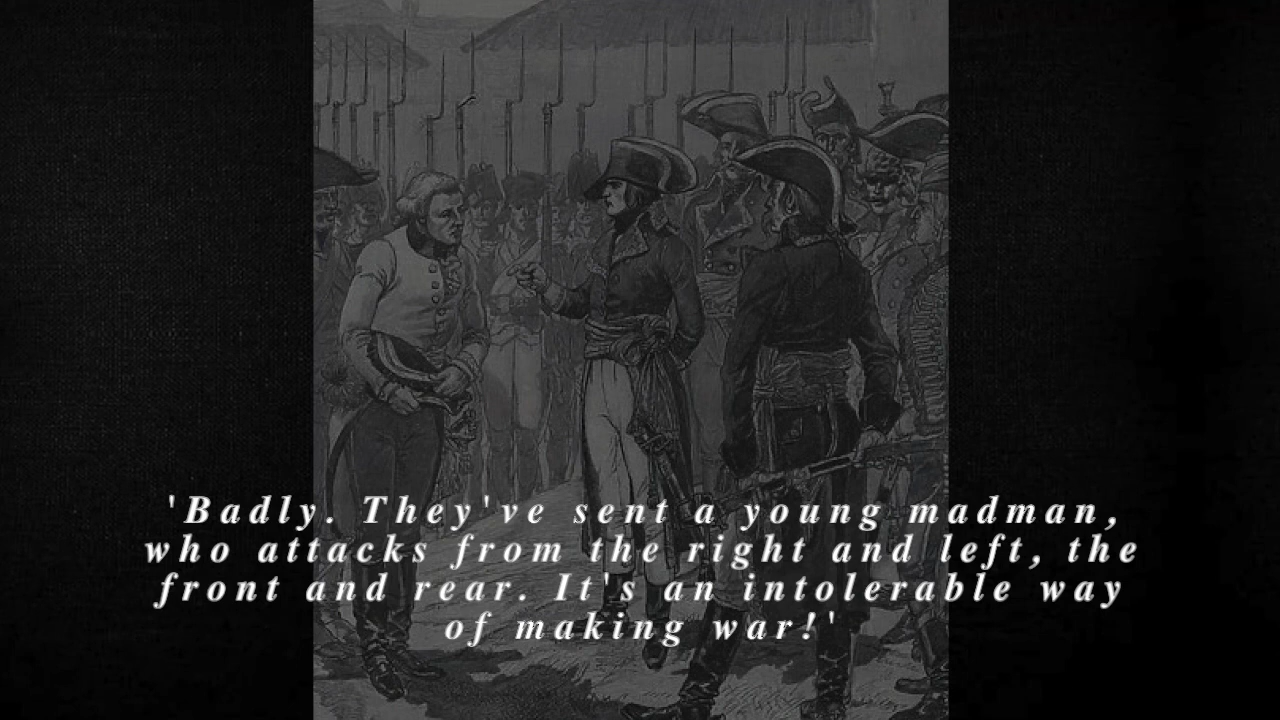 'Badly. They've sent a young madman,
who attacks from the right and left, the
front and rear. It's an intolerable way
of making war!'